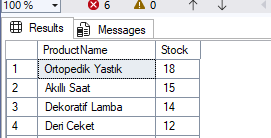 100 % 6 0
Results Messages
ProductName Stock
1 Ortopedik Yastık 18
2 Akıllı Saat 15
3 Dekoratif Lamba 14
4 Deri Ceket 12